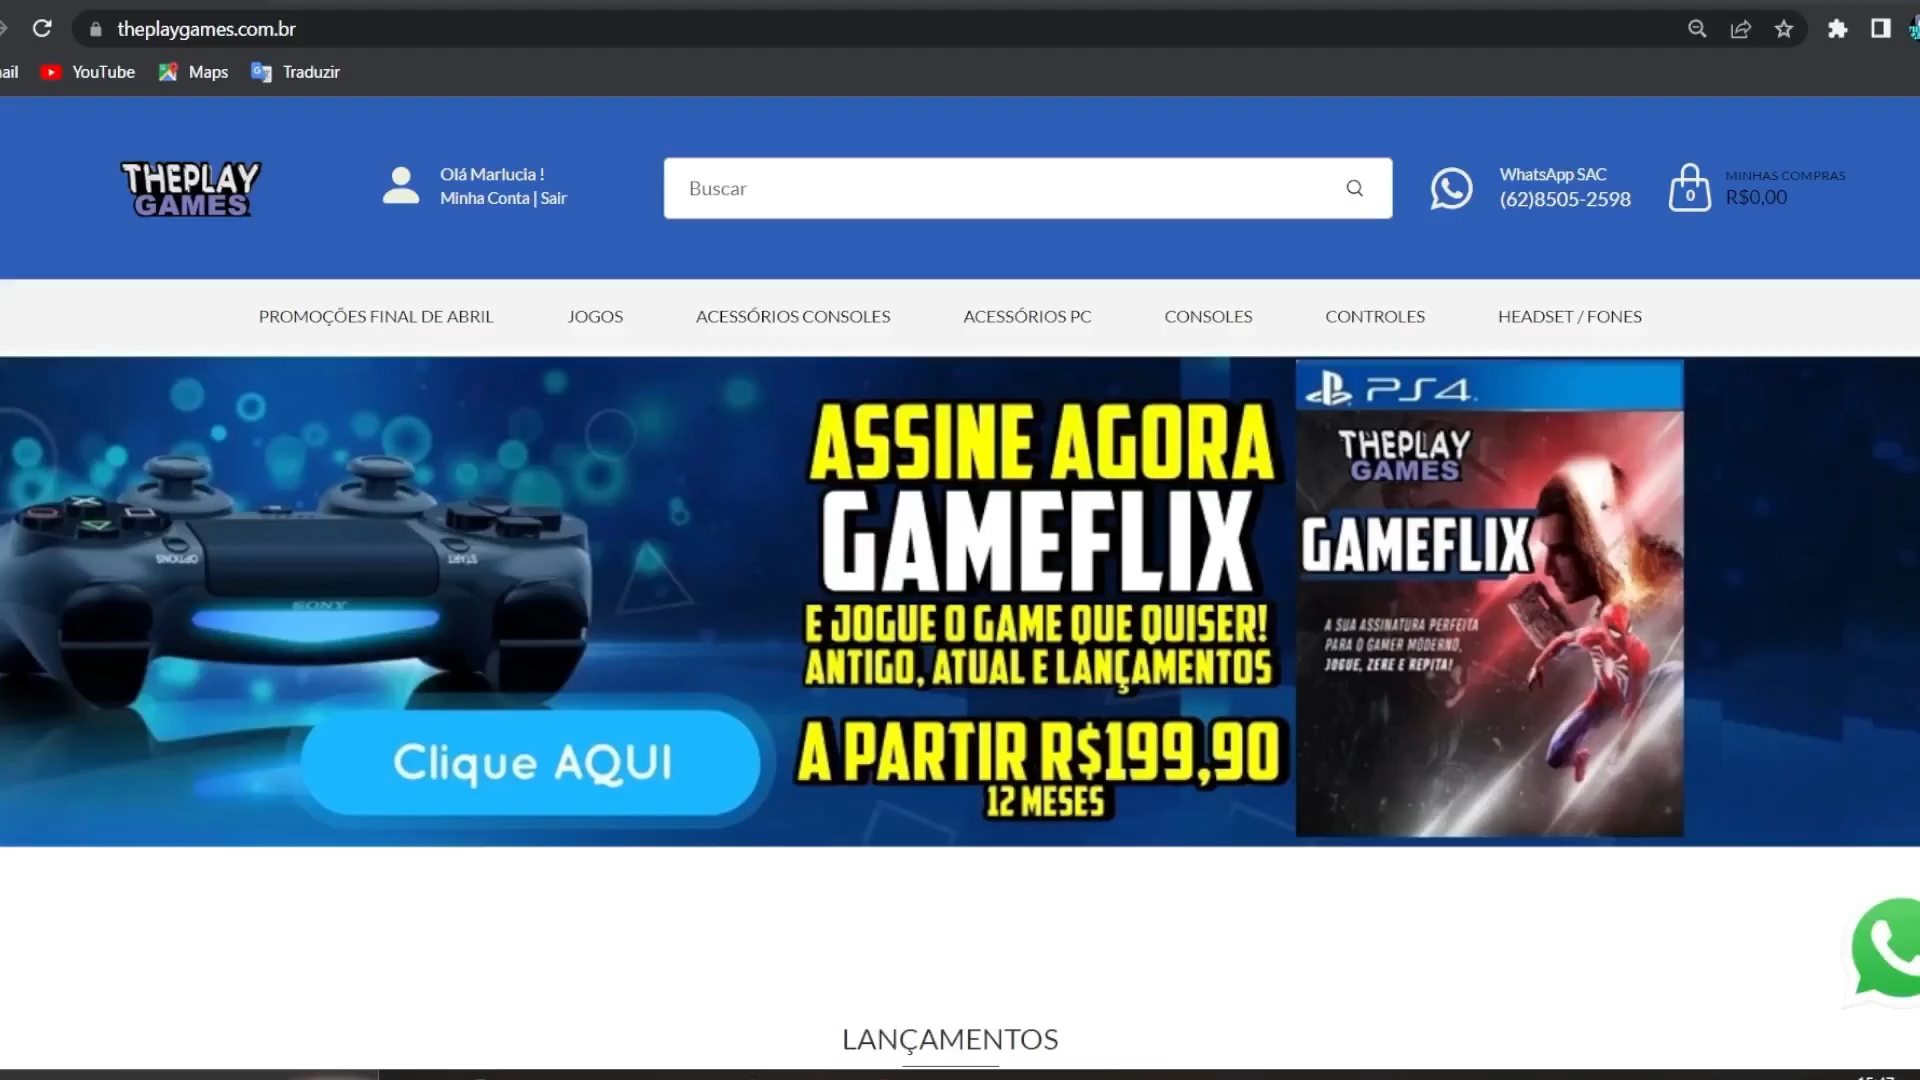 theplaygames.com.br
ail YouTube Maps Traduzir
THEPLAY
GAMES
Olá Marlucia !
Minha Conta | Sair
Buscar
WhatsApp SAC
(62)8505-2598
0
MINHAS COMPRAS
R$0,00
PROMOÇÕES FINAL DE ABRIL JOGOS ACESSÓRIOS CONSOLES ACESSÓRIOS PC CONSOLES CONTROLES HEADSET / FONES
OPTIONS
SONY
Clique AQUI
ASSINE AGORA
GAMEFLIX
E JOGUE O GAME QUE QUISER!
ANTIGO, ATUAL E LANÇAMENTOS
A PARTIR R$199,90
12 MESES
PS4
THEPLAY
GAMES
GAMEFLIX
A SUA ASSINATURA PERFEITA
PARA O GAMER MODERNO,
JOGUE, ZERE E REPITA!
LANÇAMENTOS